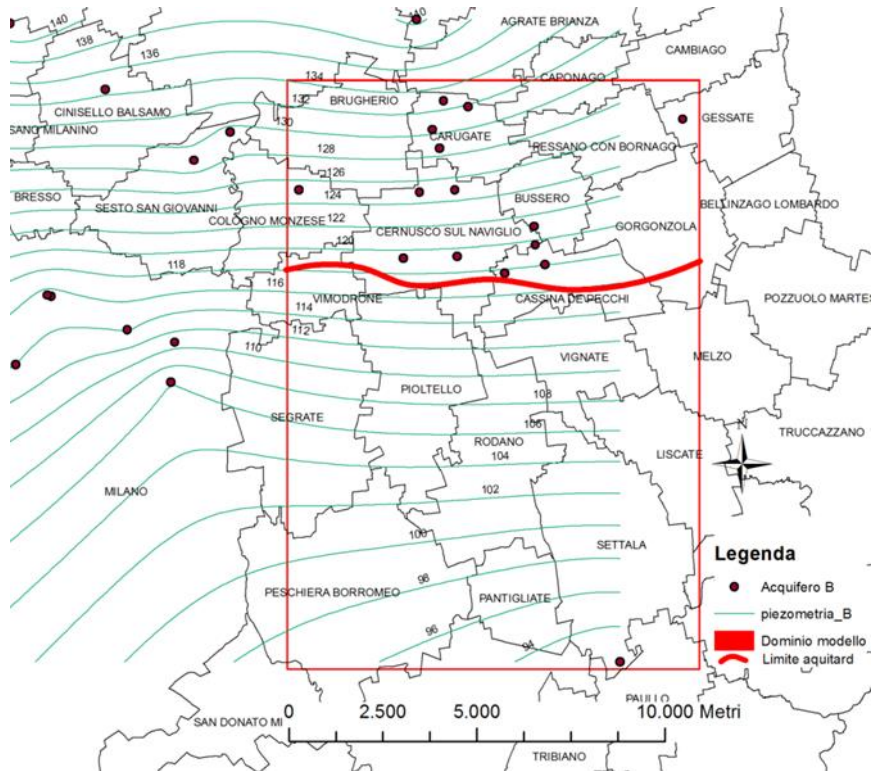 140
140
AGRATE BRIANZA
138
136
CAMBIAGO
134
CAPONAGO
132
BRUGHERIO
CINISELLO BALSAMO
GESSATE
130
SANO MILANINO
CARUGATE
128
PESSANO CON BORNAGO
126
BRESSO
124
BUSSERO
BELLINZAGO LOMBARDO
SESTO SAN GIOVANNI
122
COLOGNO MONZESE
CERNUSCO SUL NAVIGLIO
GORGONZOLA
120
118
116
VIMODRONE
CASSINA DE PECCHI
POZZUOLO MARTES
114
112
110
VIGNATE
MELZO
PIOLTELLO
108
SEGRATE
106
TRUCCAZZANO
RODANO
N
LISCATE
104
MILANO
102
100
SETTALA
Legenda
98
PESCHIERA BORROMEO
PANTIGLIATE
Acquifero B
piezometria_B
96
94
Dominio modello
Limite aquitard
PAULLO
SAN DONATO MI
0 2.500 5.000 10.000 Metri
TRIBIANO